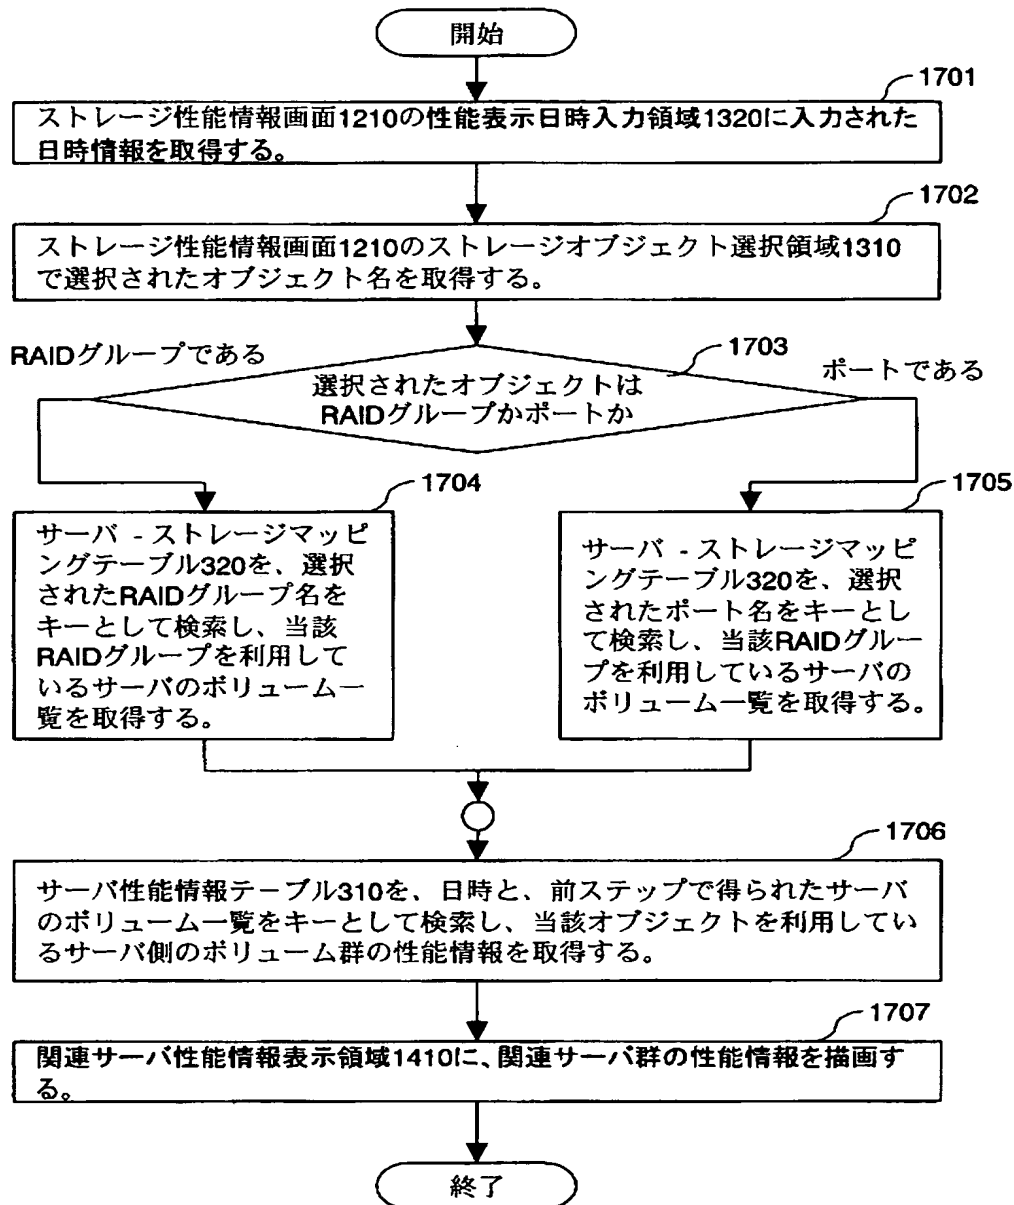 開始
1701
ストレージ性能情報画面1210の性能表示日時入力領域1320に入力された
日時情報を取得する。
1702
ストレージ性能情報画面1210のストレージオブジェクト選択領域1310
で選択されたオブジェクト名を取得する。
RAIDグループである
1703
ポートである
選択されたオブジェクトは
RAIDグループかポートか
1704
サーバ - ストレージマッピ
ングテーブル320を、選択
されたRAIDグループ名を
キーとして検索し、当該
RAIDグループを利用して
いるサーバのボリューム一
覧を取得する。
1705
サーバ - ストレージマッピ
ングテーブル320を、選択
されたポート名をキーとし
て検索し、当該RAIDグルー
プを利用しているサーバの
ボリューム一覧を取得する。
1706
サーバ性能情報テーブル310を、日時と、前ステップで得られたサーバ
のボリューム一覧をキーとして検索し、当該オブジェクトを利用してい
るサーバ側のボリューム群の性能情報を取得する。
1707
関連サーバ性能情報表示領域1410に、関連サーバ群の性能情報を描画す
る。
終了